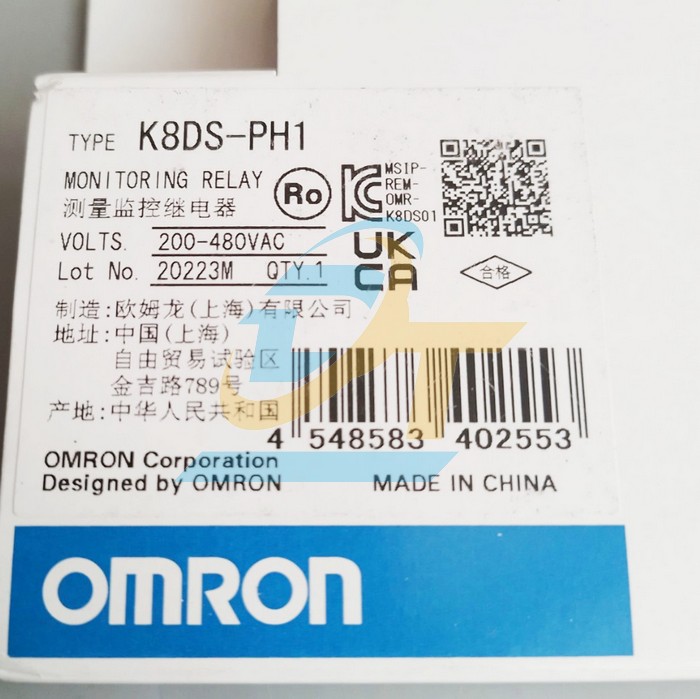 TYPE K8DS-PH1
MONITORING RELAY
测量监控继电器
Ro
MSIP-
REM-
OMR-
K8DS01
VOLTS. 200-480VAC
Lot No. 20223M QTY.1
UK
CA
合格
制造:欧姆龙(上海)有限公司
地址:中国(上海)
自由贸易试验区
金吉路789号
产地:中华人民共和国
4 548583 402553
OMRON Corporation
Designed by OMRON
MADE IN CHINA
OMRON